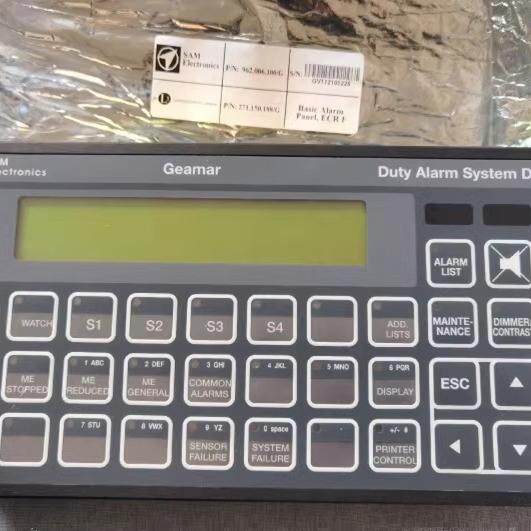 SAM
Electronics
P/N: 962.006.100/G
S/N:
GV112105225
P/N: 271.150.188/G
Basic Alarm
Panel, ECR F
AM
ectronics
Geamar
Duty Alarm System D
ALARM
LIST
WATCH
S1
S2
S3
S4
ADD.
LISTS
MAINTE-
NANCE
DIMMER/
CONTRAS
ME
STOPPED
1 ABC
ME
REDUCED
2 DEF
ME
GENERAL
3 GHI
COMMON
ALARMS
4 JKL
5 MNO
6 PQR
DISPLAY
ESC
7 STU
8 VWX
9 YZ
SENSOR
FAILURE
0 space
SYSTEM
FAILURE
+/- #
PRINTER
CONTROL